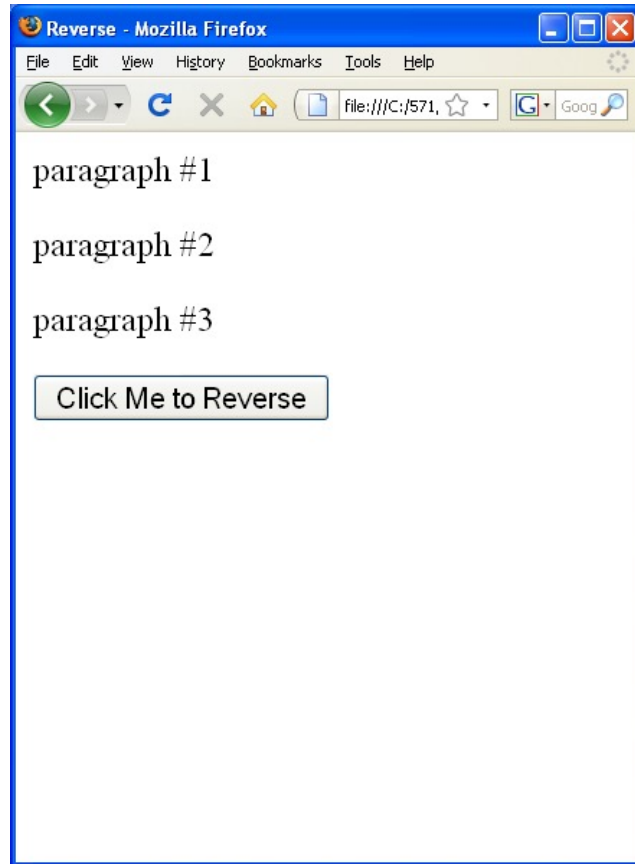 Reverse - Mozilla Firefox
File Edit View History Bookmarks Tools Help
file:///C:/571, G Goog
paragraph #1
paragraph #2
paragraph #3
Click Me to Reverse